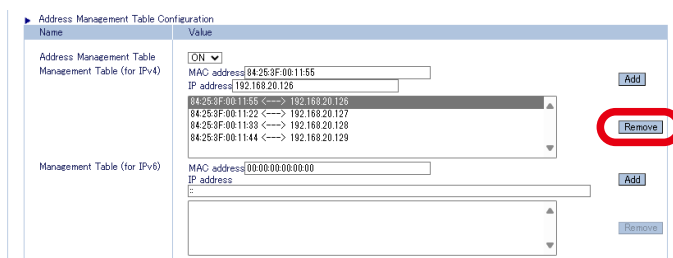 Address Management Table Configuration
Name Value
Address Management Table ON
Management Table (for IPv4) MAC address 84:25:3F:00:11:55
IP address 192.168.20.126
Add
84:25:3F:00:11:55 <---> 192.168.20.126
84:25:3F:00:11:22 <---> 192.168.20.127
84:25:3F:00:11:33 <---> 192.168.20.128
84:25:3F:00:11:44 <---> 192.168.20.129
Remove
Management Table (for IPv6) MAC address 00:00:00:00:00:00
IP address
::
Add
Remove